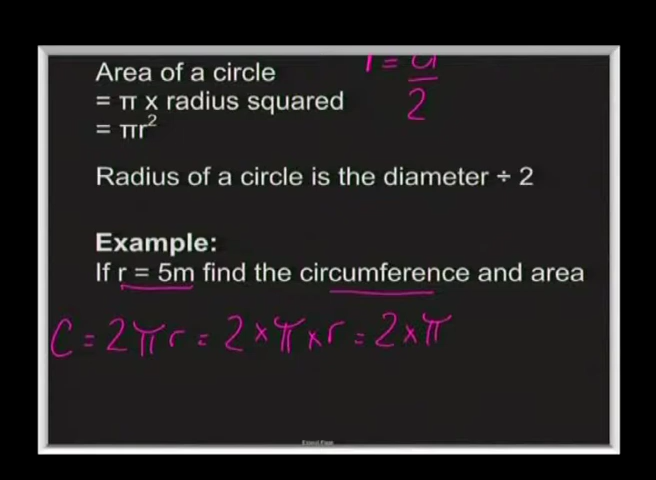 Area of a circle
= π x radius squared
= πr²
r = d/2
Radius of a circle is the diameter ÷ 2
Example:
If r = 5m find the circumference and area
C = 2πr = 2×π×r = 2×π